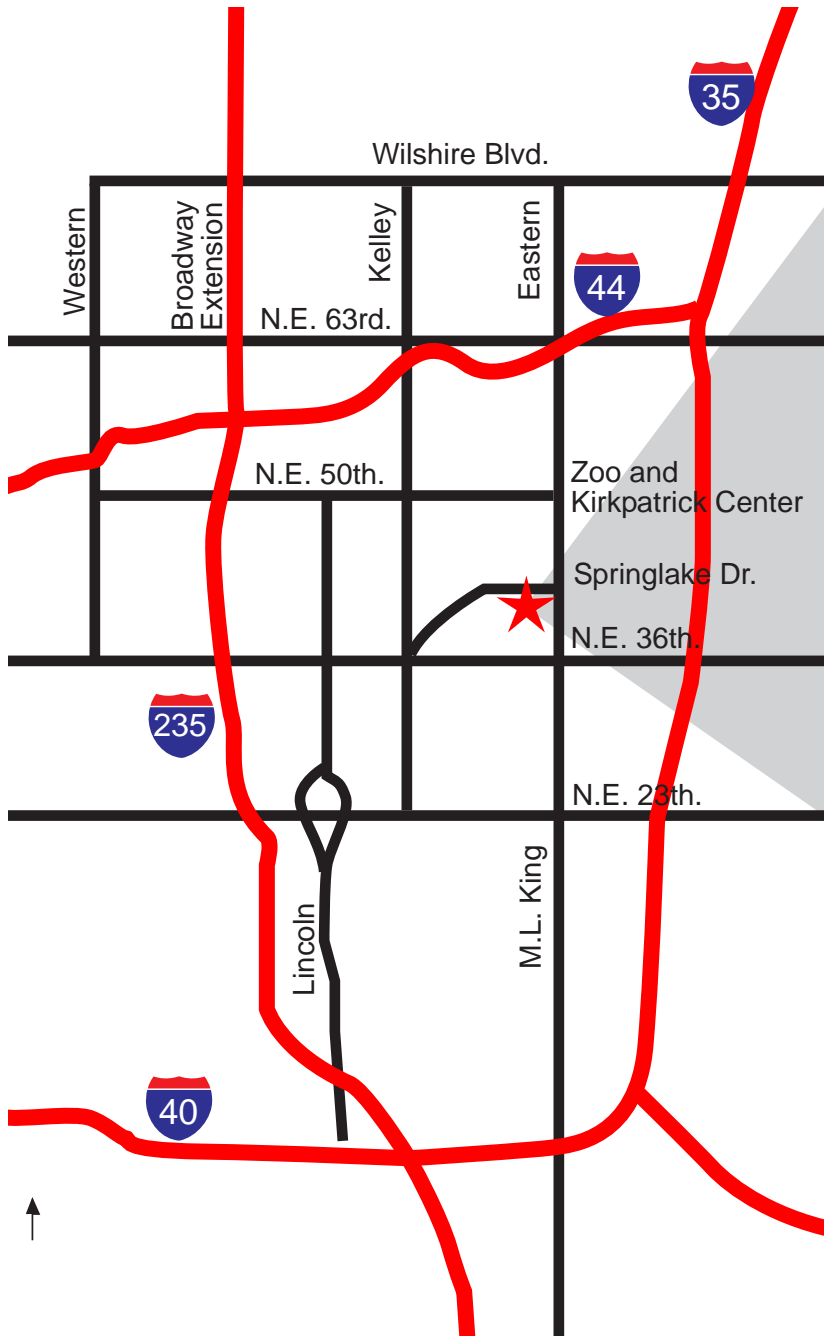 35
Wilshire Blvd.
Western
Broadway
Extension
Kelley
Eastern
44
N.E. 63rd.
N.E. 50th.
Zoo and
Kirkpatrick Center
Springlake Dr.
N.E. 36th.
235
N.E. 23th.
M.L. King
Lincoln
40